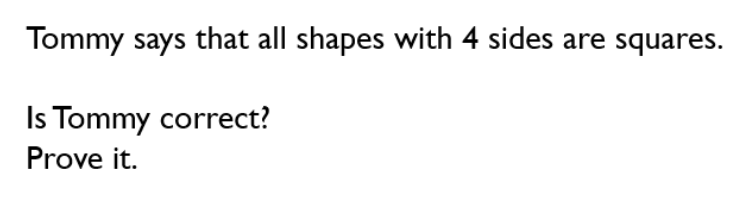 Tommy says that all shapes with 4 sides are squares.
Is Tommy correct?
Prove it.